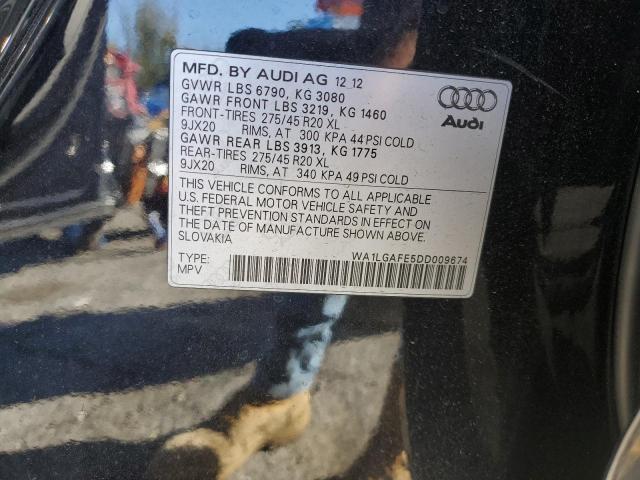 MFD. BY AUDI AG 12 12
GVWR LBS 6790, KG 3080
GAWR FRONT LBS 3219, KG 1460
FRONT-TIRES 275/45 R20 XL
9JX20 RIMS, AT 300 KPA 44 PSI COLD
GAWR REAR LBS 3913, KG 1775
REAR-TIRES 275/45 R20 XL
9JX20 RIMS, AT 340 KPA 49 PSI COLD
THIS VEHICLE CONFORMS TO ALL APPLICABLE
U.S. FEDERAL MOTOR VEHICLE SAFETY AND
THEFT PREVENTION STANDARDS IN EFFECT ON
THE DATE OF MANUFACTURE SHOWN ABOVE.
SLOVAKIA
TYPE:
MPV
WA1LGAFE5DD009674
Audi